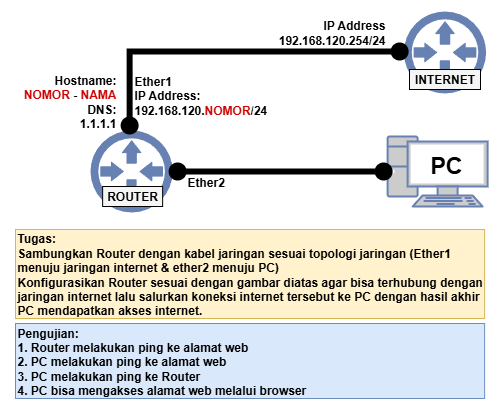 IP Address
192.168.120.254/24
INTERNET
Hostname:
NOMOR - NAMA
DNS:
1.1.1.1
Ether1
IP Address:
192.168.120.NOMOR/24
ROUTER
Ether2
PC
Tugas:
Sambungkan Router dengan kabel jaringan sesuai topologi jaringan (Ether1
menuju jaringan internet & ether2 menuju PC)
Konfigurasikan Router sesuai dengan gambar diatas agar bisa terhubung dengan
jaringan internet lalu salurkan koneksi internet tersebut ke PC dengan hasil akhir
PC mendapatkan akses internet.
Pengujian:
1. Router melakukan ping ke alamat web
2. PC melakukan ping ke alamat web
3. PC melakukan ping ke Router
4. PC bisa mengakses alamat web melalui browser